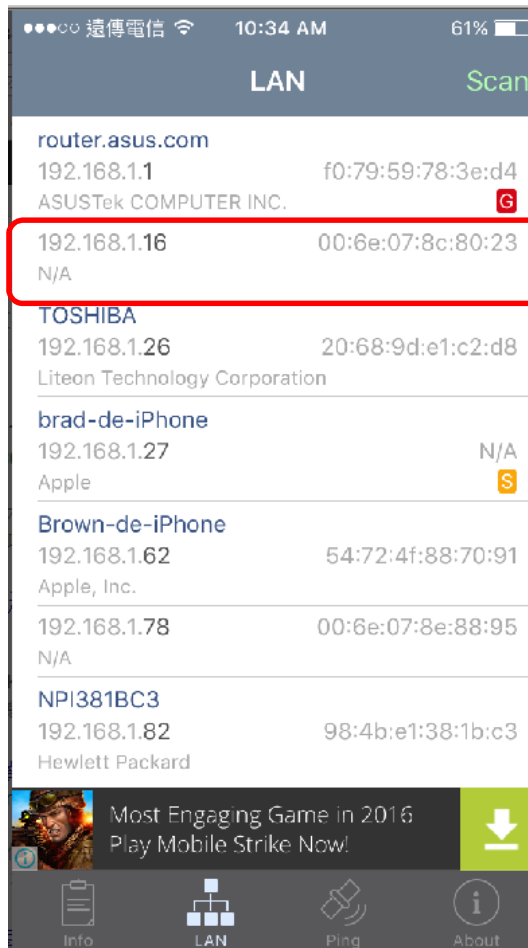 ●●●○○ 遠傳電信 10:34 AM 61%
LAN Scan
router.asus.com
192.168.1.1 f0:79:59:78:3e:d4
ASUSTek COMPUTER INC. G
192.168.1.16 00:6e:07:8c:80:23
N/A
TOSHIBA
192.168.1.26 20:68:9d:e1:c2:d8
Liteon Technology Corporation
brad-de-iPhone
192.168.1.27 N/A
Apple S
Brown-de-iPhone
192.168.1.62 54:72:4f:88:70:91
Apple, Inc.
192.168.1.78 00:6e:07:8e:88:95
N/A
NPI381BC3
192.168.1.82 98:4b:e1:38:1b:c3
Hewlett Packard
Most Engaging Game in 2016
Play Mobile Strike Now!
Info LAN Ping About